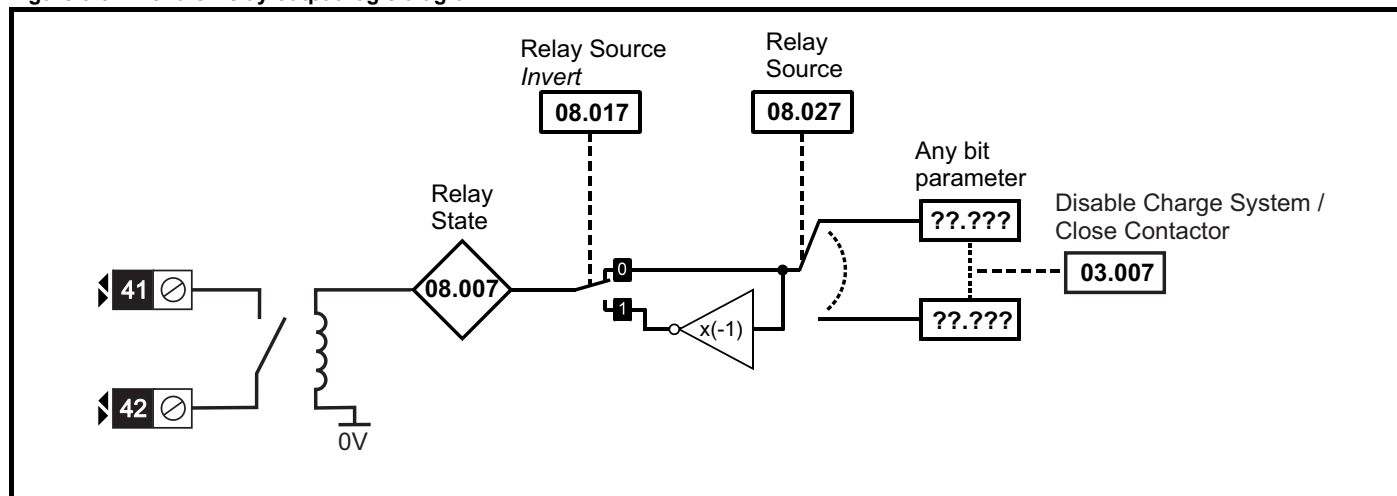 Relay Source
Invert
08.017
Relay
Source
08.027
Any bit
parameter
??.???
Disable Charge System /
Close Contactor
03.007
??.???
Relay
State
08.007
0
1
x(-1)
41
42
0V